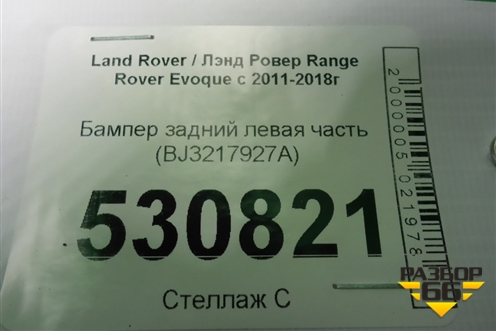 Land Rover / Лэнд Ровер Range
Rover Evoque с 2011-2018г
Бампер задний левая часть
(BJ3217927A)
530821
Стеллаж С
2000005021978
РАЗБОР
66